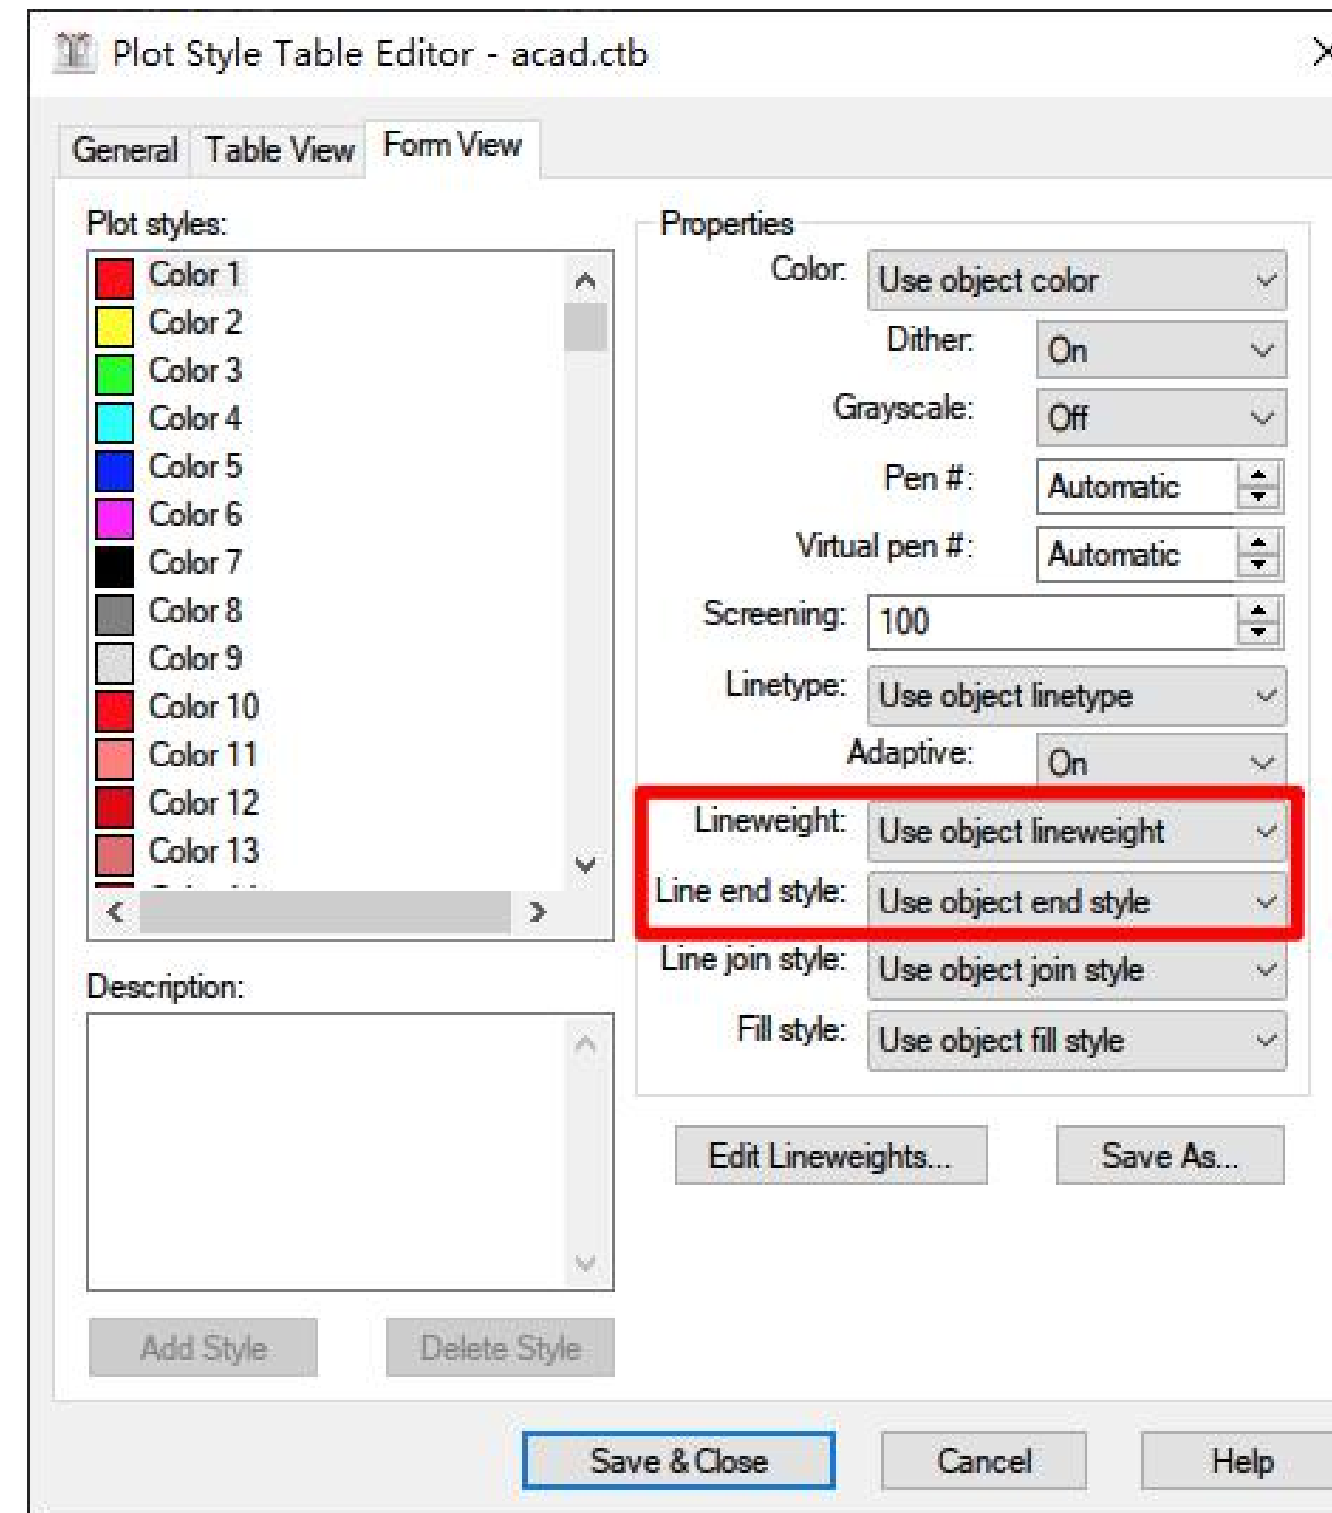 Plot Style Table Editor - acad.ctb
General Table View Form View
Plot styles:
Color 1
Color 2
Color 3
Color 4
Color 5
Color 6
Color 7
Color 8
Color 9
Color 10
Color 11
Color 12
Color 13
Description:
Add Style Delete Style
Properties
Color: Use object color
Dither: On
Grayscale: Off
Pen #: Automatic
Virtual pen #: Automatic
Screening: 100
Linetype: Use object linetype
Adaptive: On
Lineweight: Use object lineweight
Line end style: Use object end style
Line join style: Use object join style
Fill style: Use object fill style
Edit Lineweights... Save As...
Save & Close Cancel Help